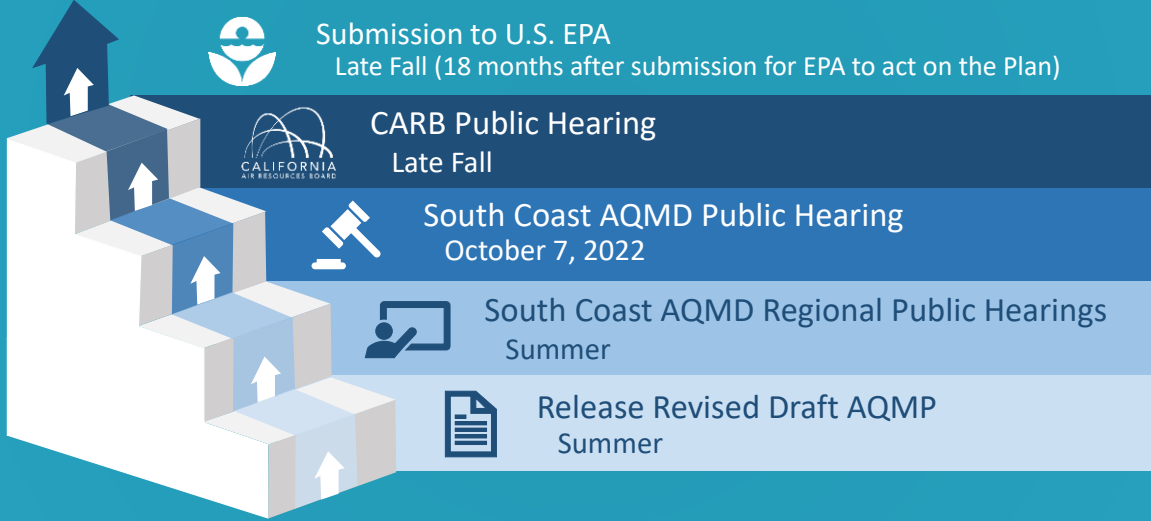 Submission to U.S. EPA
Late Fall (18 months after submission for EPA to act on the Plan)
CALIFORNIA
AIR RESOURCES BOARD
CARB Public Hearing
Late Fall
South Coast AQMD Public Hearing
October 7, 2022
South Coast AQMD Regional Public Hearings
Summer
Release Revised Draft AQMP
Summer